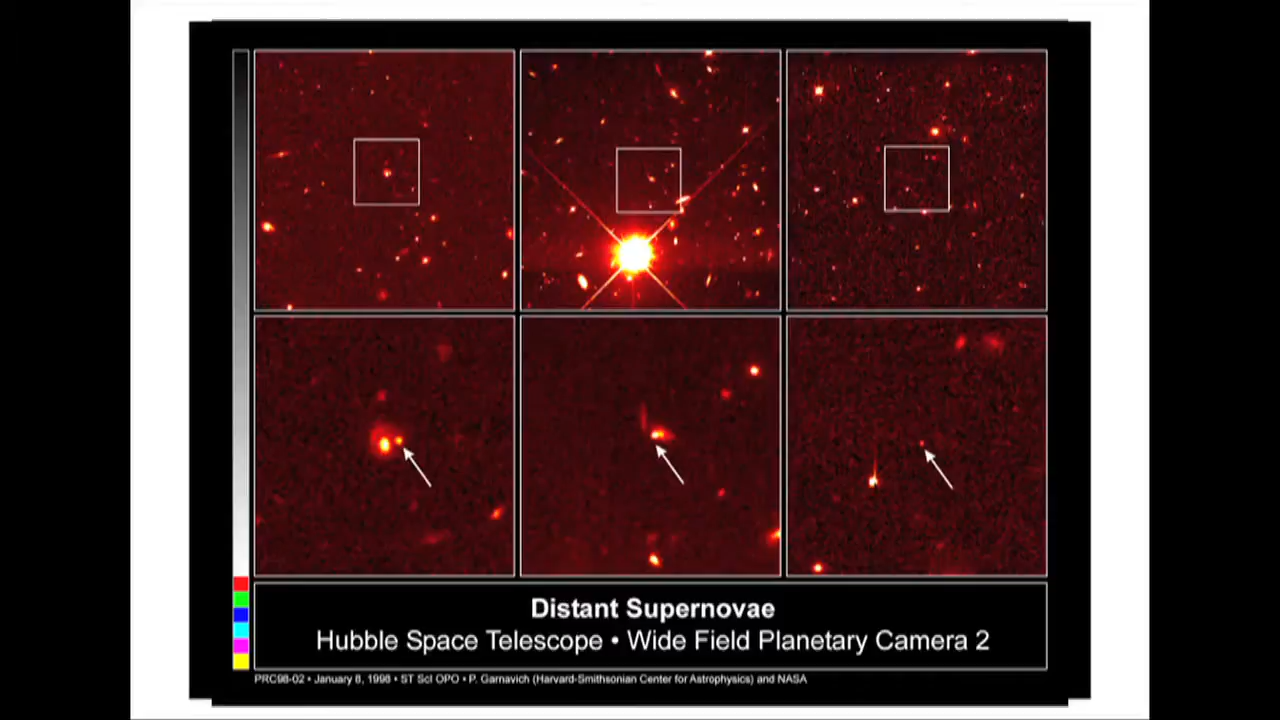 Distant Supernovae
Hubble Space Telescope • Wide Field Planetary Camera 2
PRC98-02 • January 8, 1998 • ST ScI OPO • P. Garnavich (Harvard-Smithsonian Center for Astrophysics) and NASA